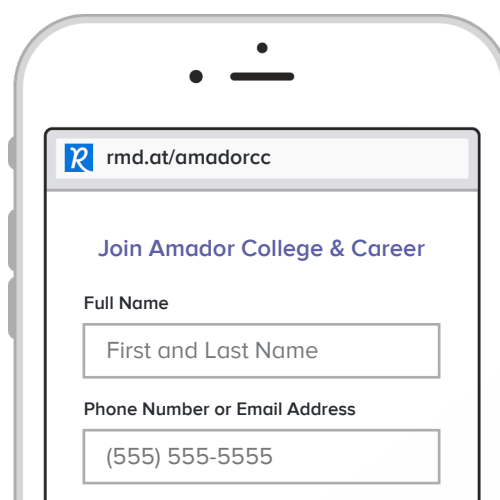 rmd.at/amadorcc
Join Amador College & Career
Full Name
First and Last Name
Phone Number or Email Address
(555) 555-5555